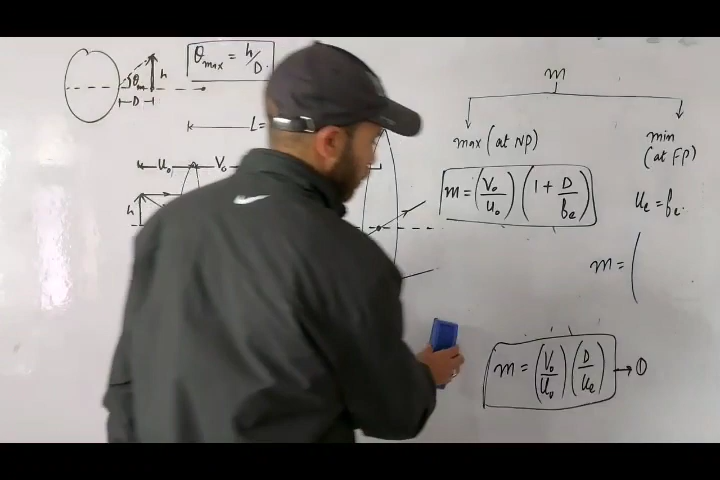 θmax = h/D.
θm
h
D
L=
U₀ V₀
h
m
max (at NP)
m = (V₀/u₀) (1 + D/fe)
min (at FP)
ue = fe.
m = (
m = (V₀/U₀) (D/ue) → ①